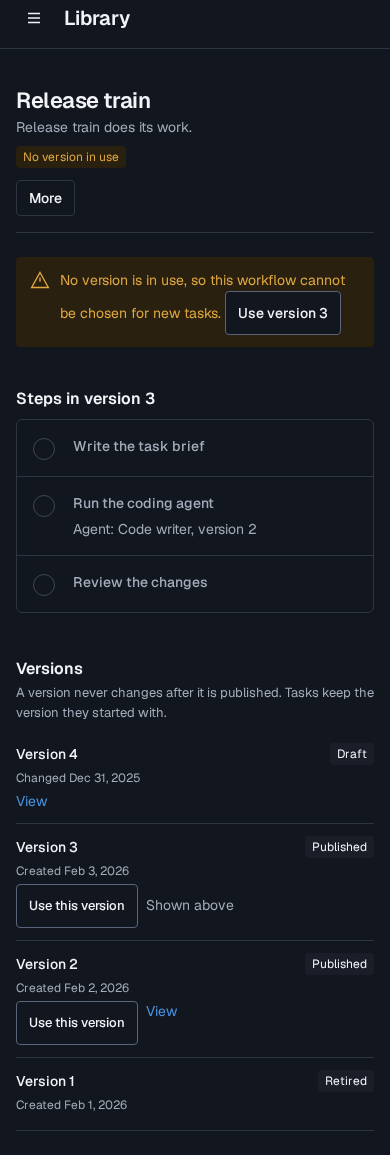 Library
Release train
Release train does its work.
No version in use
More
No version is in use, so this workflow cannot
be chosen for new tasks. Use version 3
Steps in version 3
Write the task brief
Run the coding agent
Agent: Code writer, version 2
Review the changes
Versions
A version never changes after it is published. Tasks keep the
version they started with.
Version 4 Draft
Changed Dec 31, 2025
View
Version 3 Published
Created Feb 3, 2026
Use this version Shown above
Version 2 Published
Created Feb 2, 2026
Use this version View
Version 1 Retired
Created Feb 1, 2026